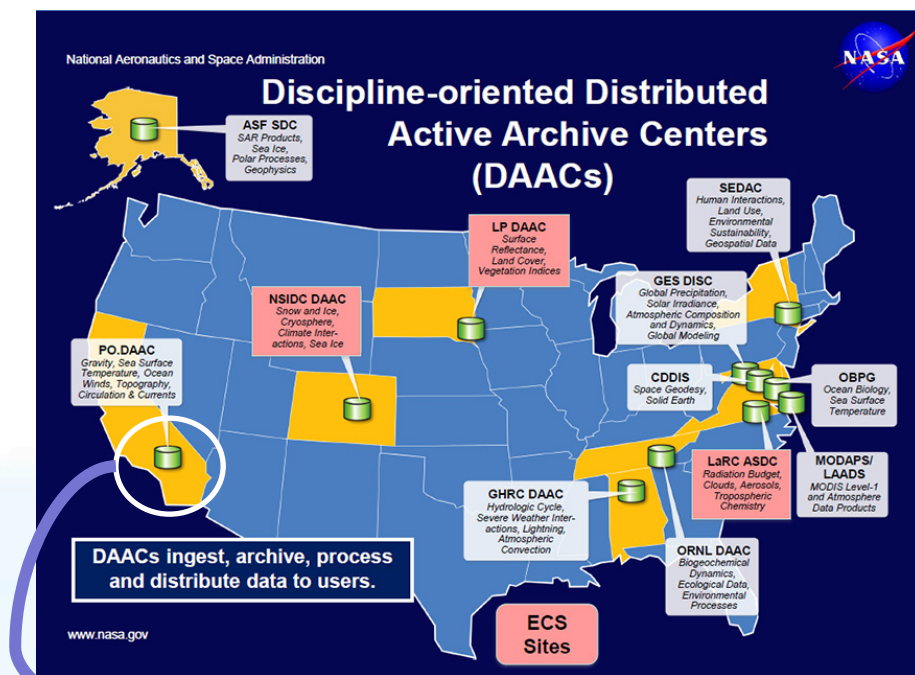 National Aeronautics and Space Administration
NASA
Discipline-oriented Distributed
Active Archive Centers
(DAACs)
ASF SDC
SAR Products,
Sea Ice,
Polar Processes,
Geophysics
SEDAC
Human Interactions,
Land Use,
Environmental
Sustainability,
Geospatial Data
LP DAAC
Surface
Reflectance,
Land Cover,
Vegetation Indices
GES DISC
Global Precipitation,
Solar Irradiance,
Atmospheric Composition
and Dynamics,
Global Modeling
NSIDC DAAC
Snow and Ice,
Cryosphere,
Climate Inter-
actions, Sea Ice
PO.DAAC
Gravity, Sea Surface
Temperature, Ocean
Winds, Topography,
Circulation & Currents
CDDIS
Space Geodesy,
Solid Earth
OBPG
Ocean Biology,
Sea Surface
Temperature
LaRC ASDC
Radiation Budget,
Clouds, Aerosols,
Tropospheric
Chemistry
MODAPS/
LAADS
MODIS Level-1
and Atmosphere
Data Products
GHRC DAAC
Hydrologic Cycle,
Severe Weather Inter-
actions, Lightning,
Atmospheric
Convection
ORNL DAAC
Biogeochemical
Dynamics,
Ecological Data,
Environmental
Processes
DAACs ingest, archive, process
and distribute data to users.
ECS
Sites
www.nasa.gov